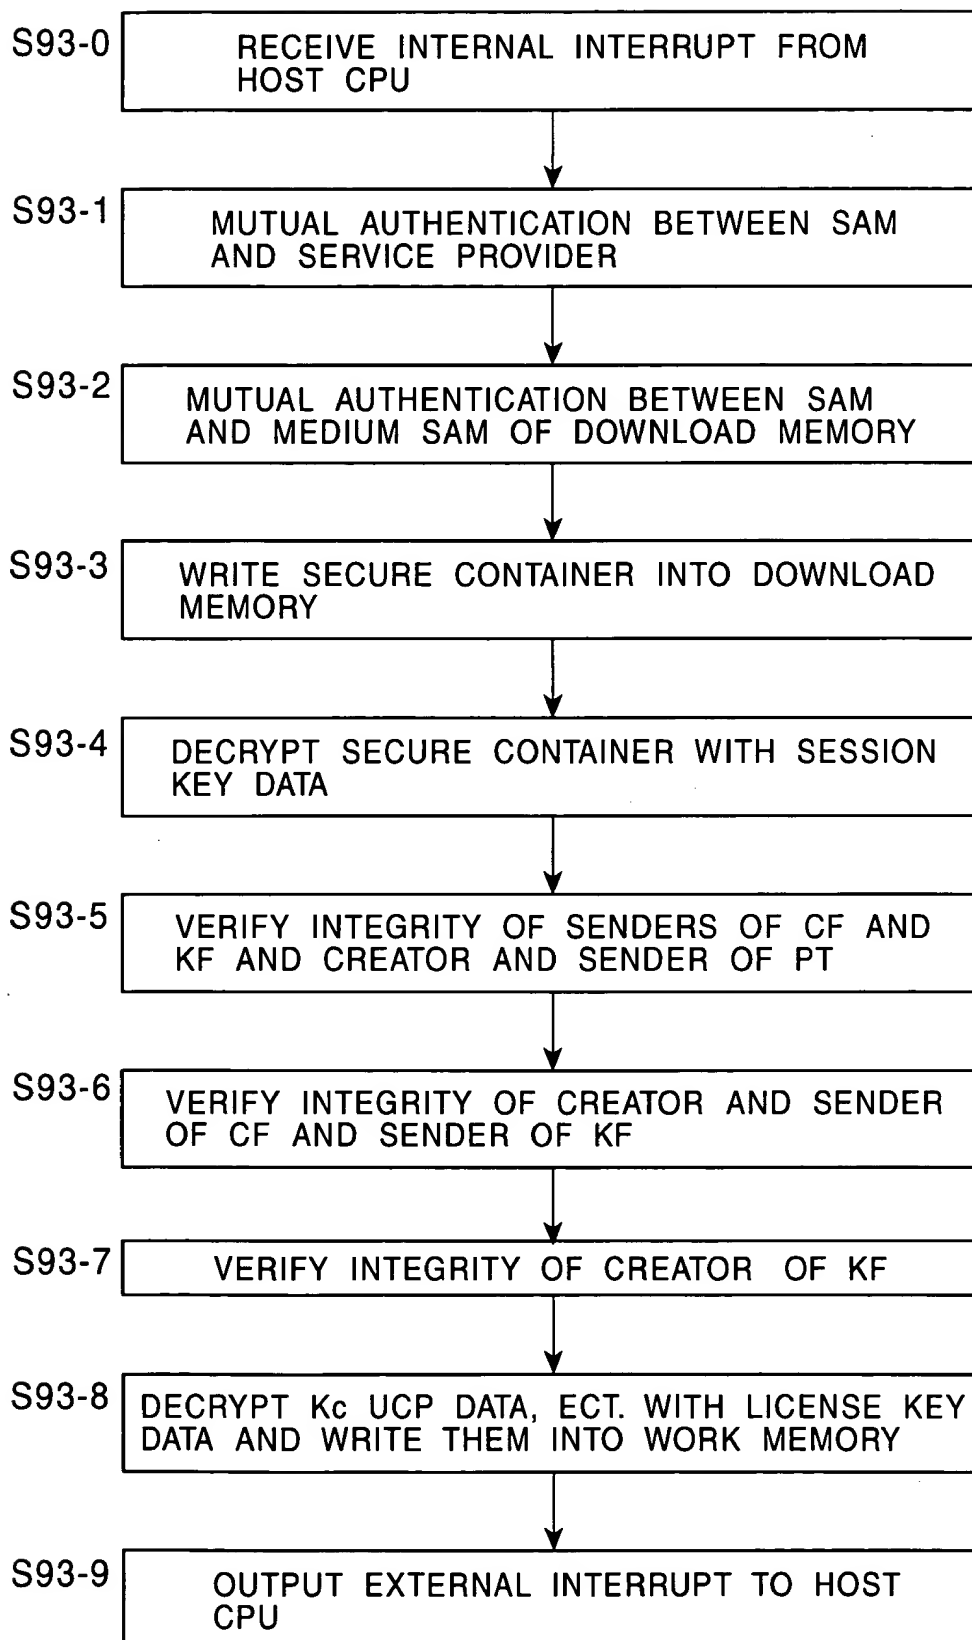 S93-0
RECEIVE INTERNAL INTERRUPT FROM
HOST CPU
S93-1
MUTUAL AUTHENTICATION BETWEEN SAM
AND SERVICE PROVIDER
S93-2
MUTUAL AUTHENTICATION BETWEEN SAM
AND MEDIUM SAM OF DOWNLOAD MEMORY
S93-3
WRITE SECURE CONTAINER INTO DOWNLOAD
MEMORY
S93-4
DECRYPT SECURE CONTAINER WITH SESSION
KEY DATA
S93-5
VERIFY INTEGRITY OF SENDERS OF CF AND
KF AND CREATOR AND SENDER OF PT
S93-6
VERIFY INTEGRITY OF CREATOR AND SENDER
OF CF AND SENDER OF KF
S93-7
VERIFY INTEGRITY OF CREATOR OF KF
S93-8
DECRYPT Kc UCP DATA, ECT. WITH LICENSE KEY
DATA AND WRITE THEM INTO WORK MEMORY
S93-9
OUTPUT EXTERNAL INTERRUPT TO HOST
CPU